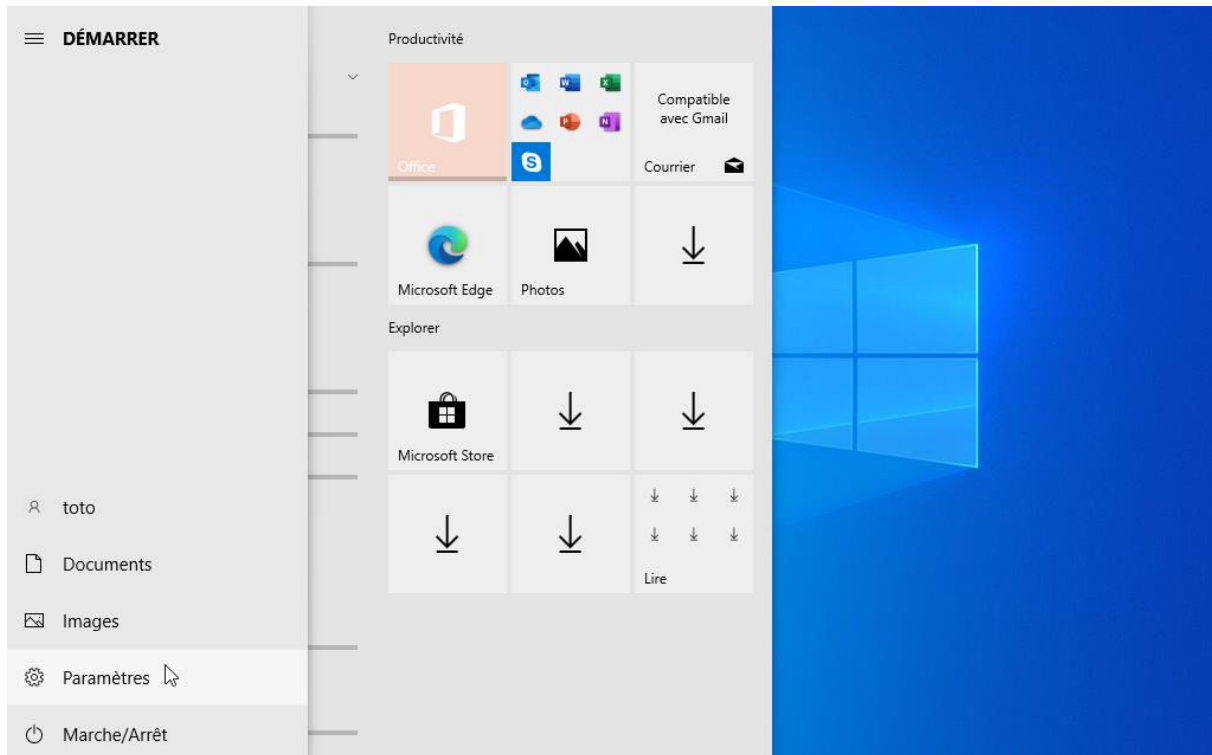 DÉMARRER
toto
Documents
Images
Paramètres
Marche/Arrêt
Productivité
Office
Compatible
avec Gmail
Courrier
Microsoft Edge
Photos
Explorer
Microsoft Store
Lire